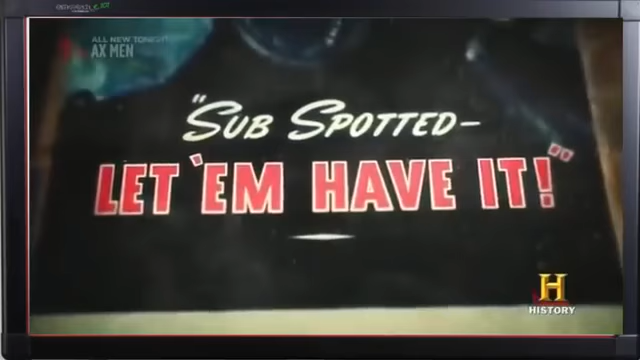 ALL NEW TONIGHT
AX MEN
"SUB SPOTTED—
LET 'EM HAVE IT!"
H
HISTORY